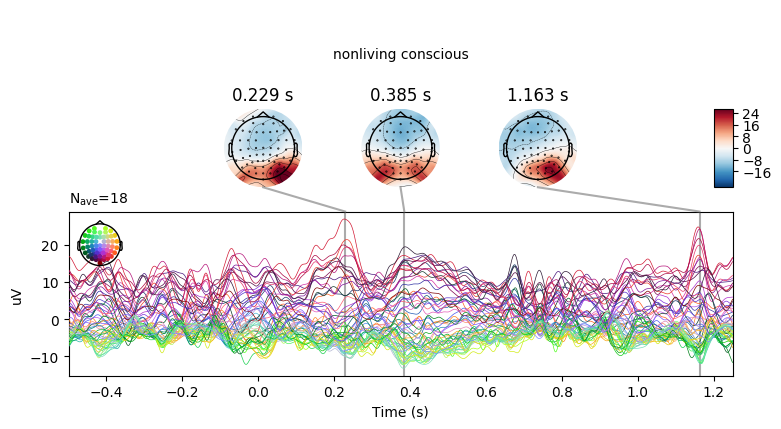 nonliving conscious
0.229 s 0.385 s 1.163 s
24
16
8
0
−8
−16
Nave=18
20
10
0
−10
uV
−0.4 −0.2 0.0 0.2 0.4 0.6 0.8 1.0 1.2
Time (s)